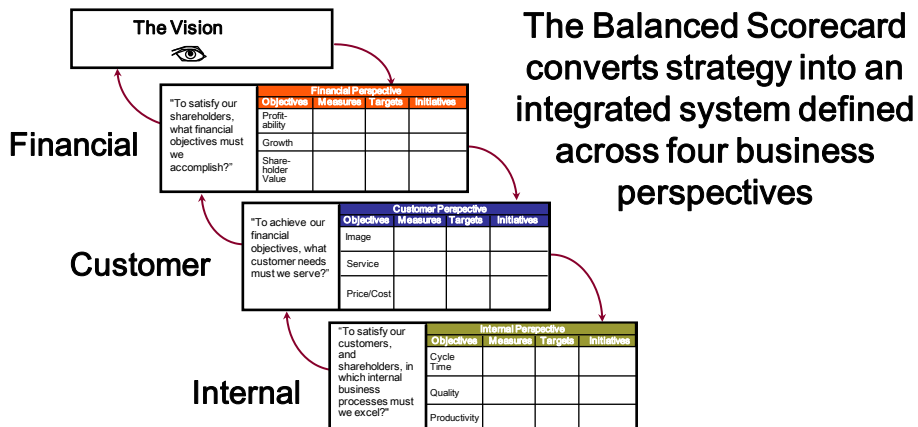 The Vision
The Balanced Scorecard
converts strategy into an
integrated system defined
across four business
perspectives
Financial
"To satisfy our
shareholders,
what financial
objectives must
we
accomplish?"
Financial Perspective
Objectives Measures Targets Initiatives
Profit-
ability
Growth
Share-
holder
Value
Customer
"To achieve our
financial
objectives, what
customer needs
must we serve?"
Customer Perspective
Objectives Measures Targets Initiatives
Image
Service
Price/Cost
Internal
"To satisfy our
customers,
and
shareholders, in
which internal
business
processes must
we excel?"
Internal Perspective
Objectives Measures Targets Initiatives
Cycle
Time
Quality
Productivity